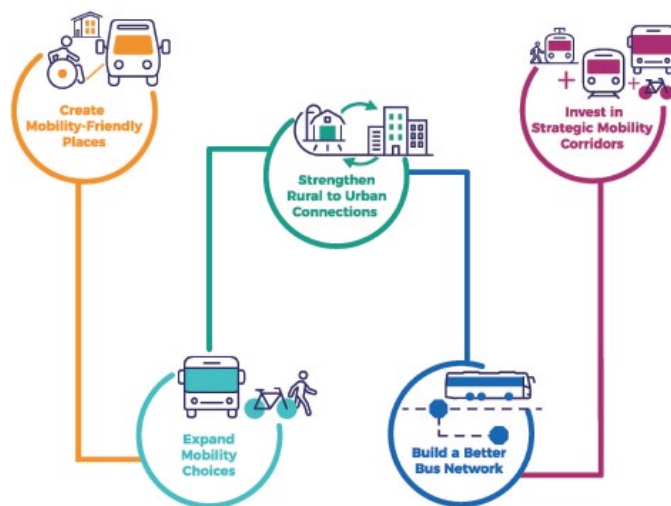 Create
Mobility-Friendly
Places
Expand
Mobility
Choices
Strengthen
Rural to Urban
Connections
Build a Better
Bus Network
Invest in
Strategic Mobility
Corridors